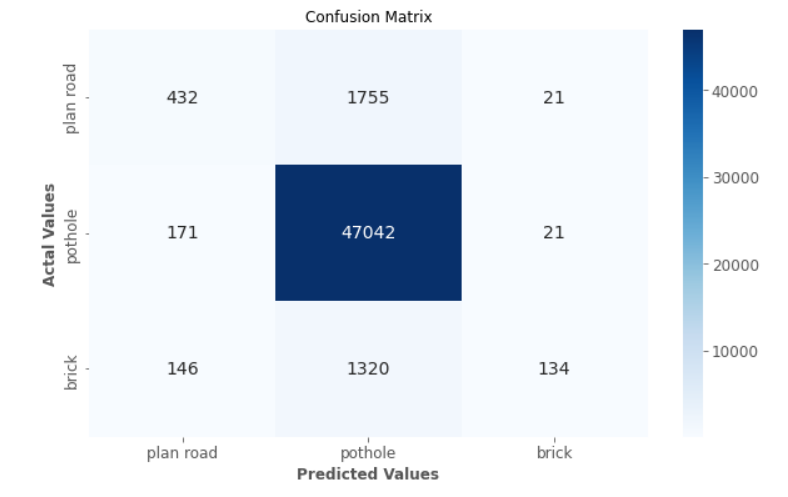 Confusion Matrix
plan road
432
1755
21
40000
Actal Values
pothole
171
47042
21
30000
20000
brick
146
1320
134
10000
plan road
pothole
brick
Predicted Values